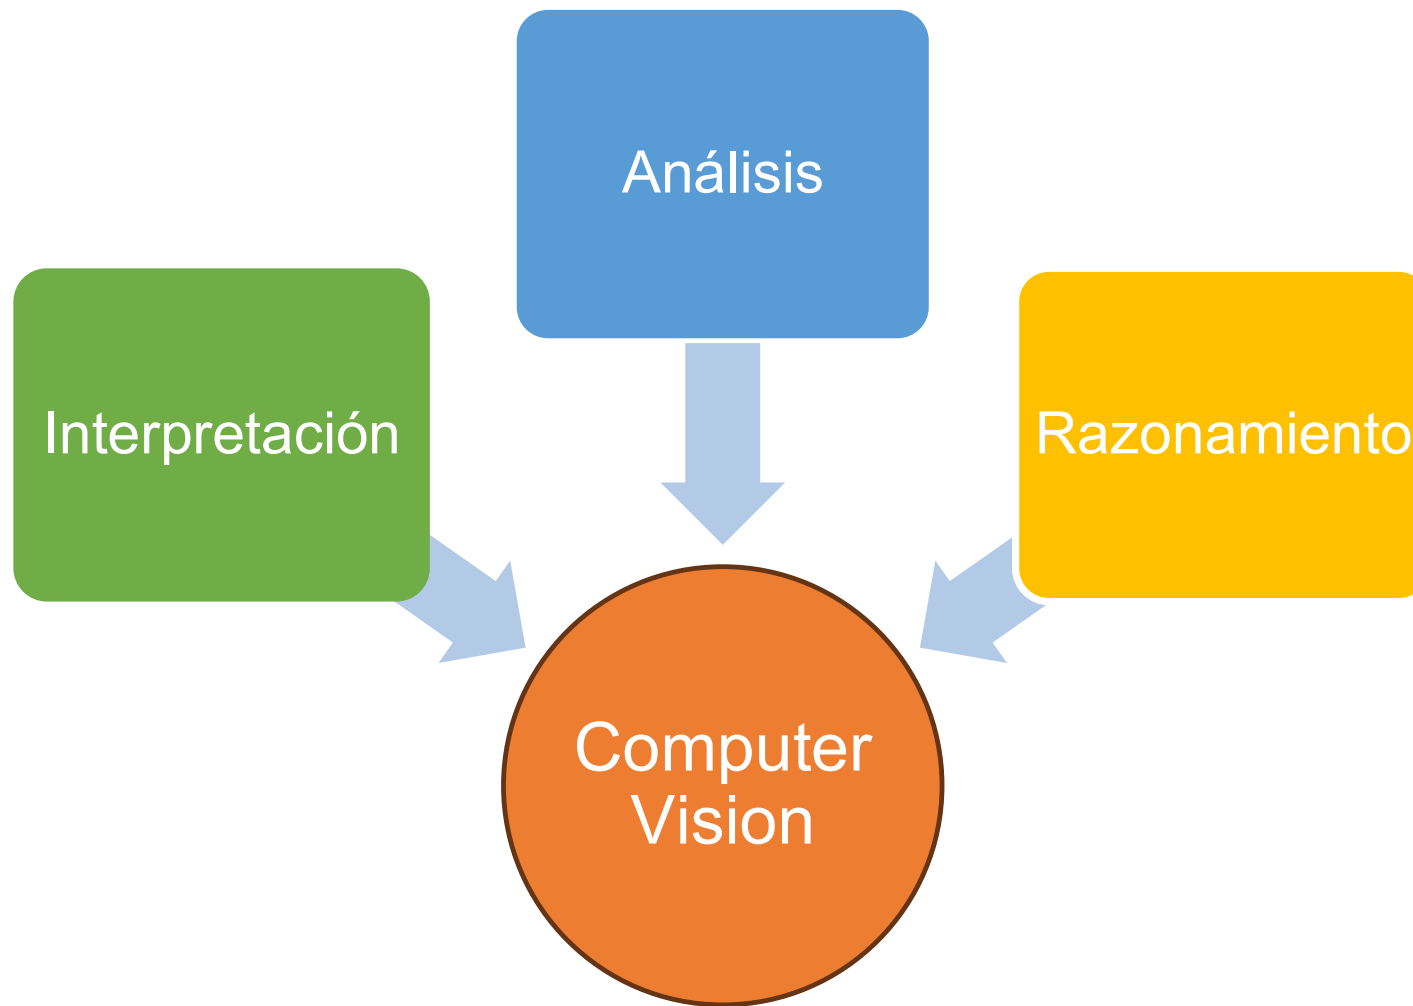 Análisis
Interpretación
Razonamiento
Computer
Vision